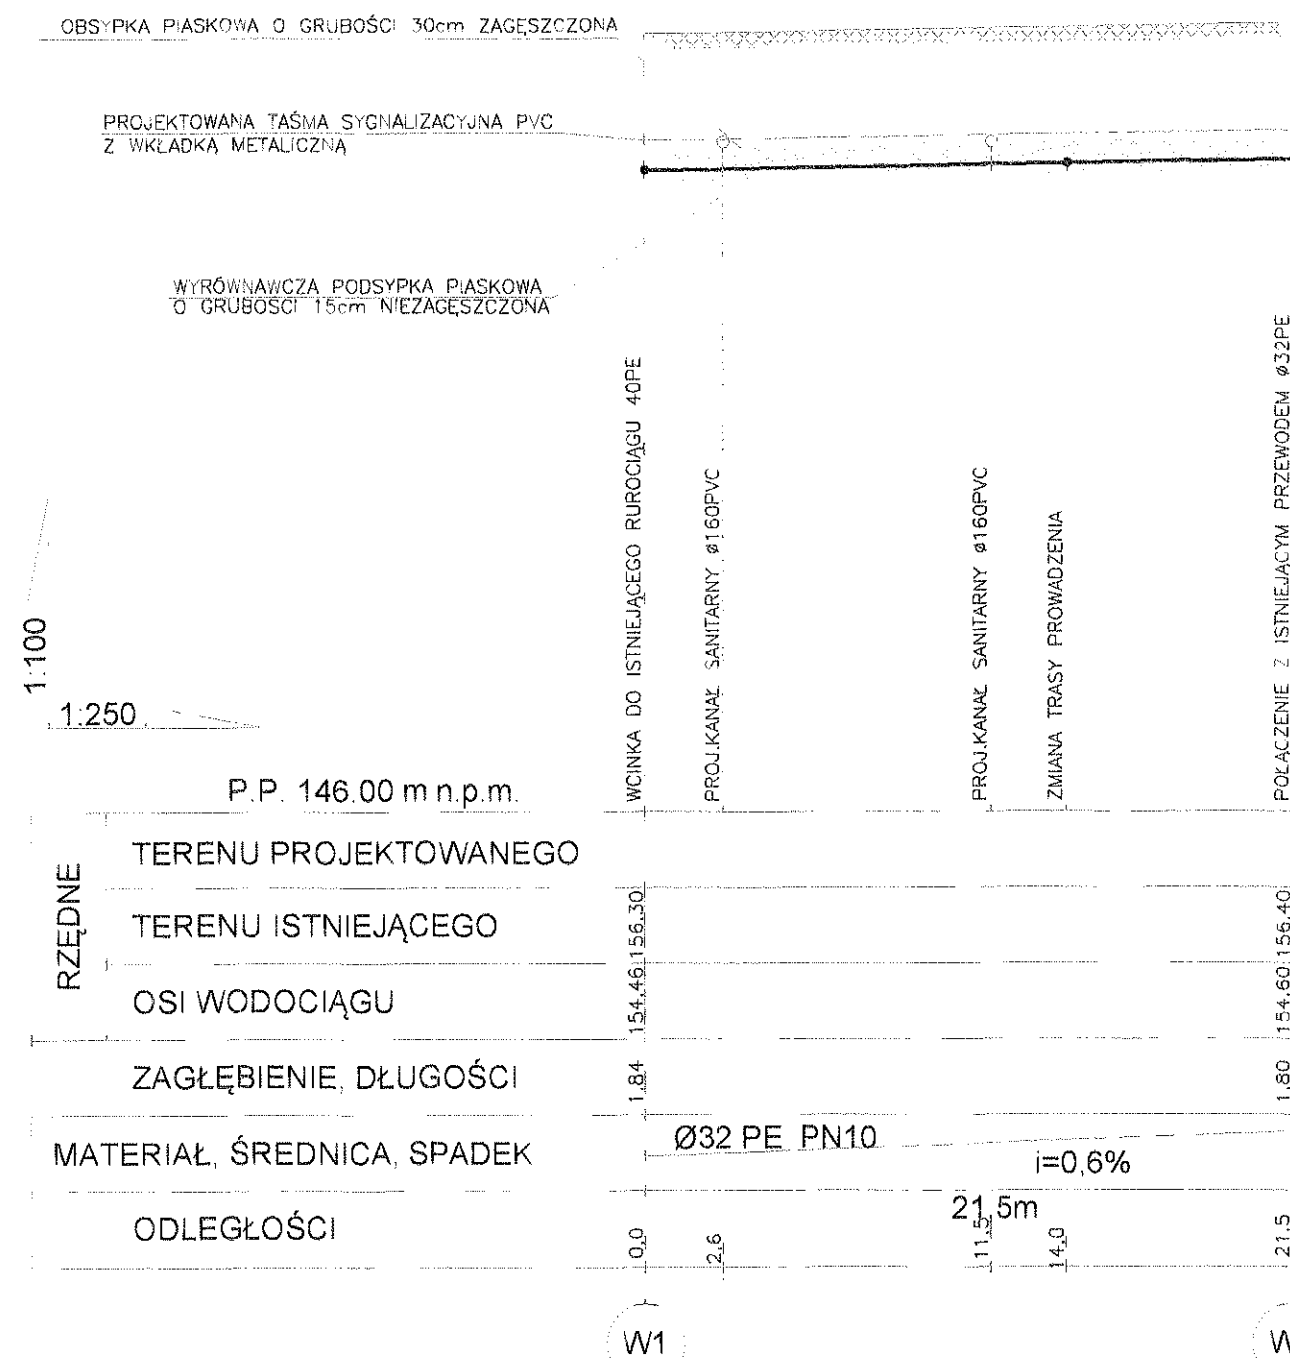 OBSYPKA PIASKOWA O GRUBOŚCI 30cm ZAGĘSZCZONA
PROJEKTOWANA TAŚMA SYGNALIZACYJNA PVC
Z WKŁADKĄ METALICZNĄ
WYRÓWNAWCZA PODSYPKA PIASKOWA
O GRUBOŚCI 15cm NIEZAGĘSZCZONA
WCINKA DO ISTNIEJĄCEGO RUROCIĄGU 40PE
PROJ.KANAŁ SANITARNY ø160PVC
PROJ.KANAŁ SANITARNY ø160PVC
ZMIANA TRASY PROWADZENIA
POŁĄCZENIE Z ISTNIEJĄCYM PRZEWODEM ø32PE
1:100
1:250
P.P. 146.00 m n.p.m.
RZĘDNE
TERENU PROJEKTOWANEGO
TERENU ISTNIEJĄCEGO
156.30
156.40
OSI WODOCIĄGU
154.46
154.60
ZAGŁĘBIENIE, DŁUGOŚCI
1.84
1.80
MATERIAŁ, ŚREDNICA, SPADEK
Ø32 PE PN10
i=0,6%
21,5m
ODLEGŁOŚCI
0,0
2,6
11,5
14,0
21.5
W1